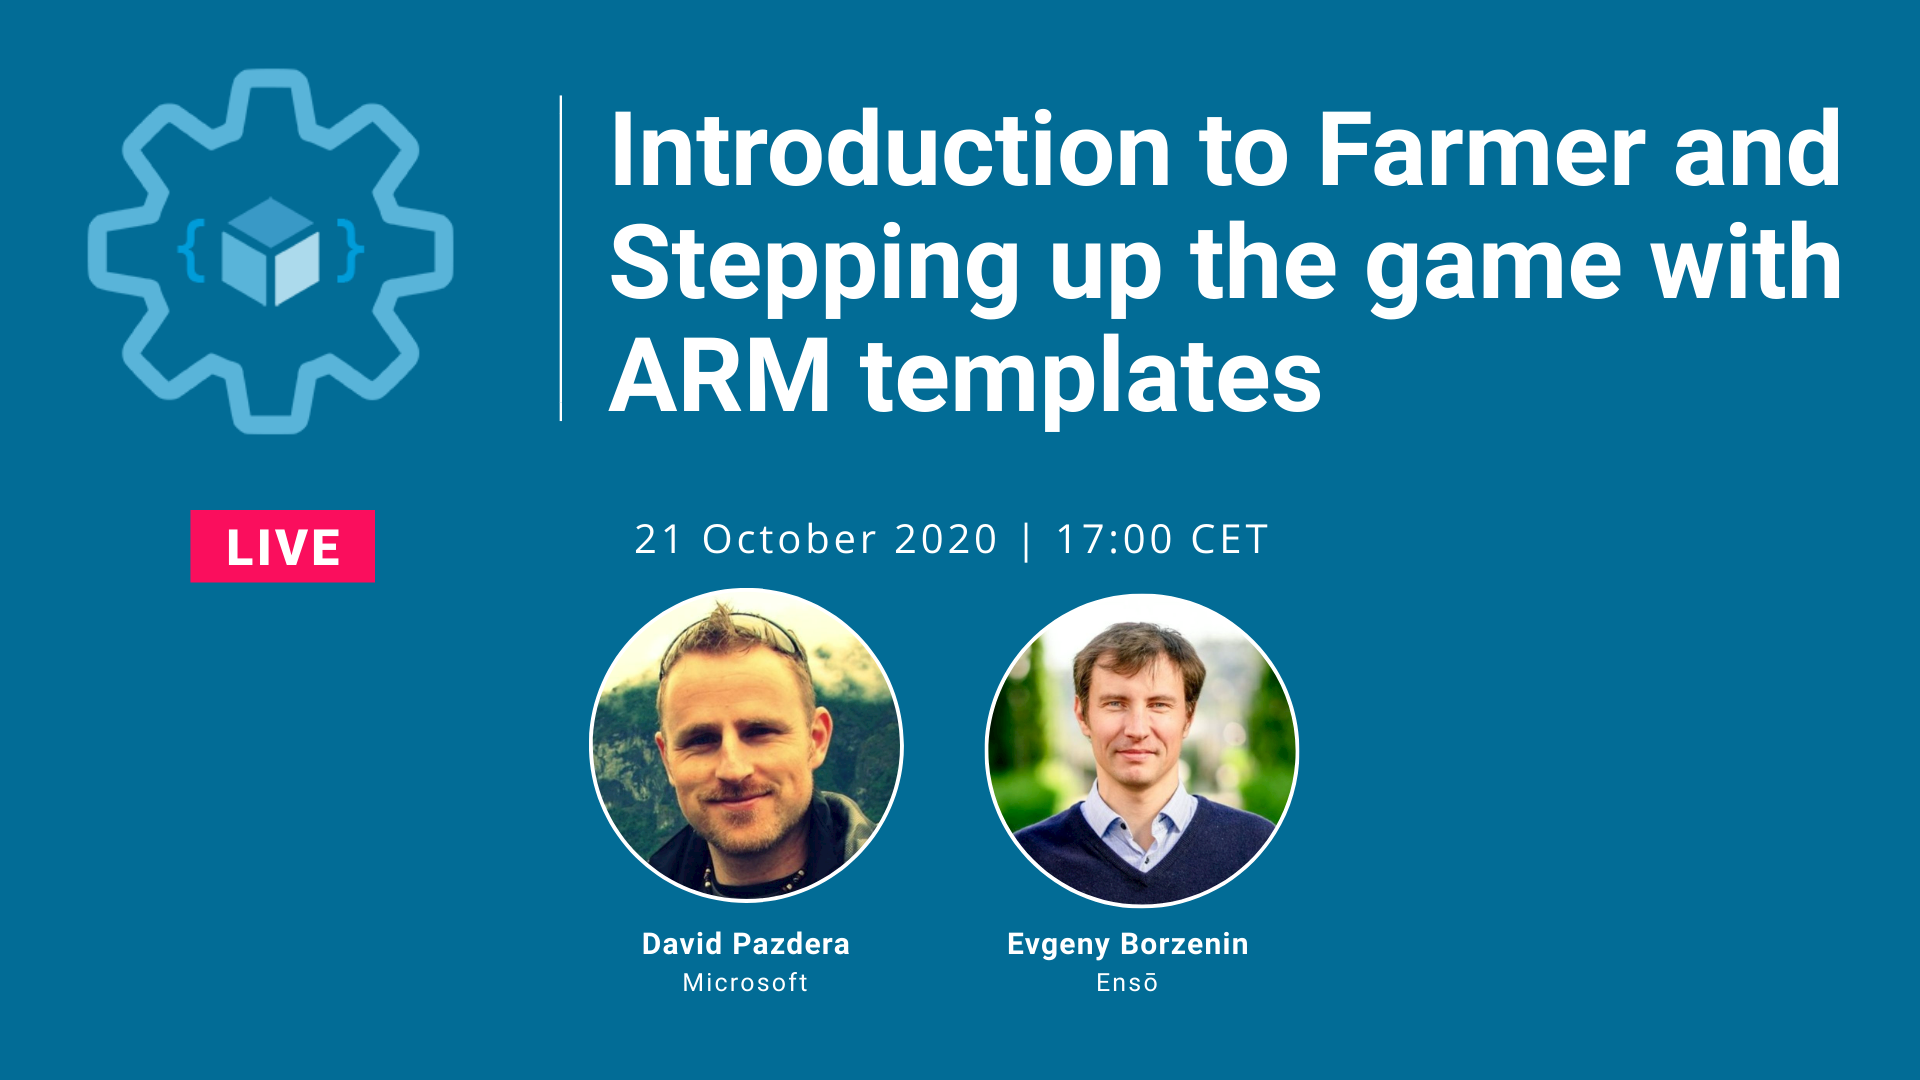 Introduction to Farmer and
Stepping up the game with
ARM templates
LIVE
21 October 2020 | 17:00 CET
David Pazdera
Microsoft
Evgeny Borzenin
Ensō